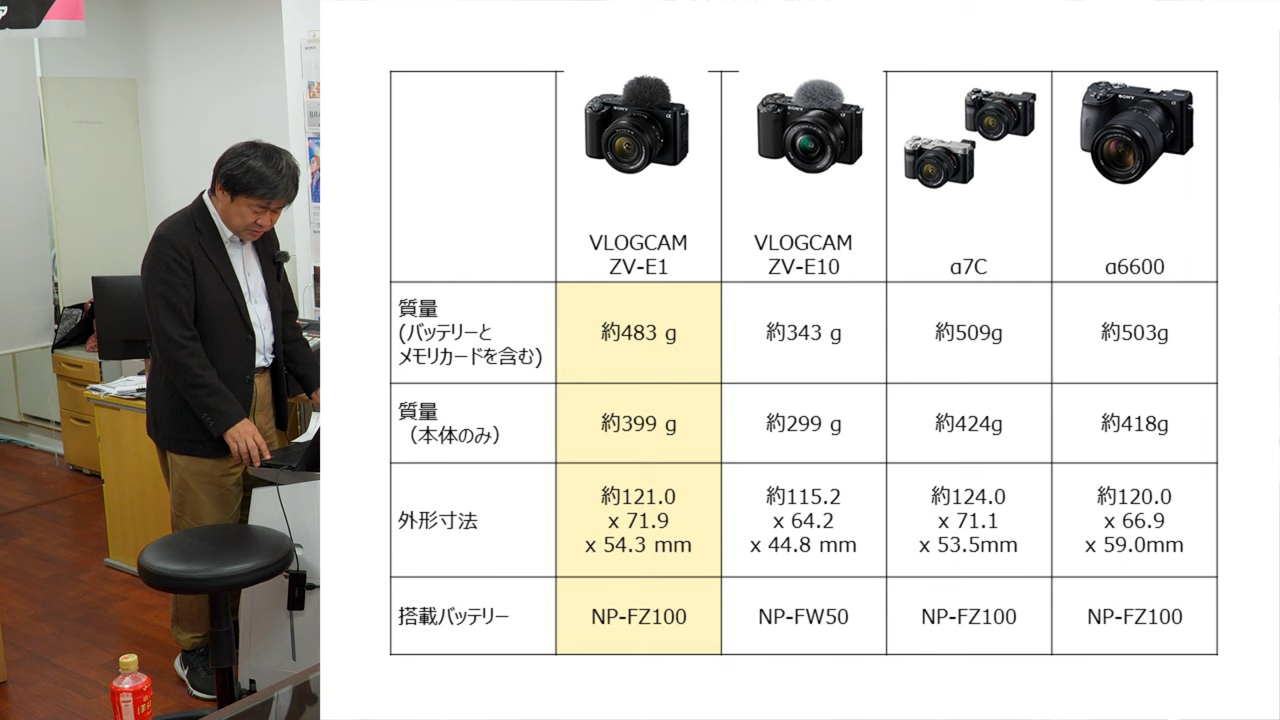 VLOGCAM
ZV-E1
VLOGCAM
ZV-E10
α7C
α6600
質量
(バッテリーと
メモリカードを含む)
約483 g
約343 g
約509g
約503g
質量
（本体のみ）
約399 g
約299 g
約424g
約418g
外形寸法
約121.0
x 71.9
x 54.3 mm
約115.2
x 64.2
x 44.8 mm
約124.0
x 71.1
x 53.5mm
約120.0
x 66.9
x 59.0mm
搭載バッテリー
NP-FZ100
NP-FW50
NP-FZ100
NP-FZ100